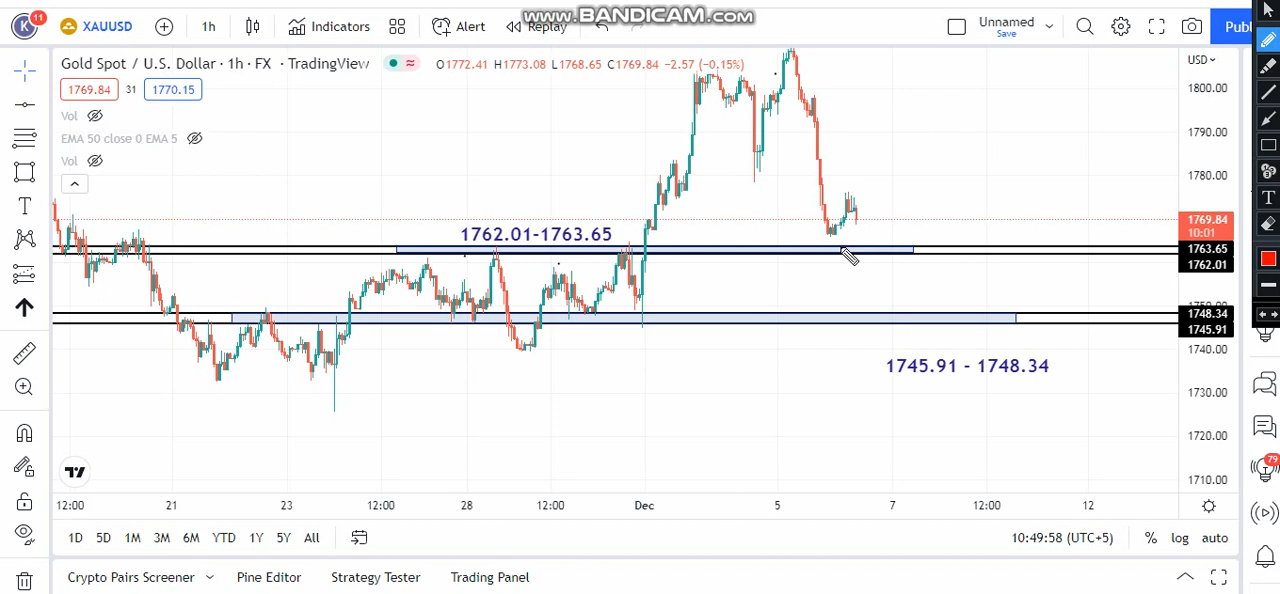 www.BANDICAM.com
K 11 XAUUSD 1h Indicators Alert Replay Unnamed Save Publ
Gold Spot / U.S. Dollar · 1h · FX · TradingView O1772.41 H1773.08 L1768.65 C1769.84 −2.57 (−0.15%)
USD
1769.84 31 1770.15
Vol
EMA 50 close 0 EMA 5
Vol
1800.00
1790.00
1780.00
1769.84
10:01
1763.65
1762.01
1750.00
1748.34
1745.91
1740.00
1730.00
1720.00
1710.00
1762.01-1763.65
1745.91 - 1748.34
12:00 21 23 12:00 28 12:00 Dec 5 7 12:00 12
1D 5D 1M 3M 6M YTD 1Y 5Y All 10:49:58 (UTC+5) % log auto
Crypto Pairs Screener Pine Editor Strategy Tester Trading Panel
T
T
79